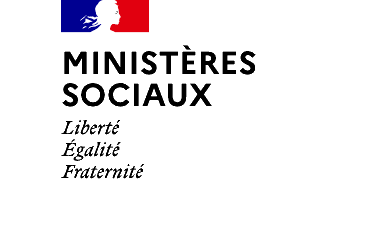 MINISTÈRES
SOCIAUX
Liberté
Égalité
Fraternité